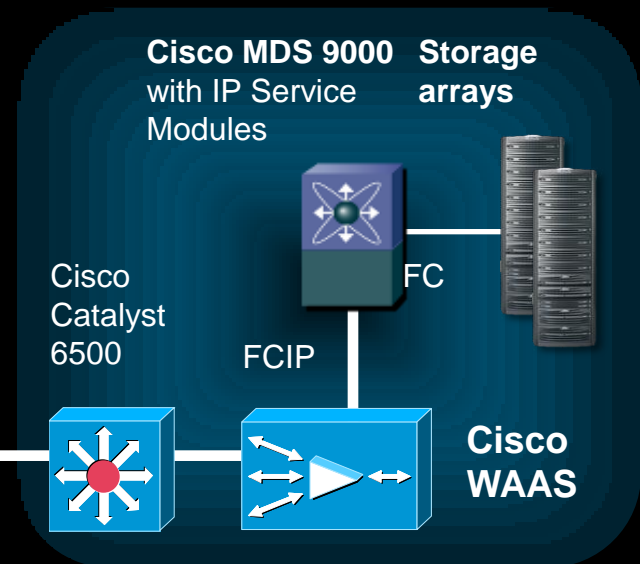 Cisco MDS 9000
with IP Service
Modules
Storage
arrays
FC
Cisco
Catalyst
6500
FCIP
Cisco
WAAS